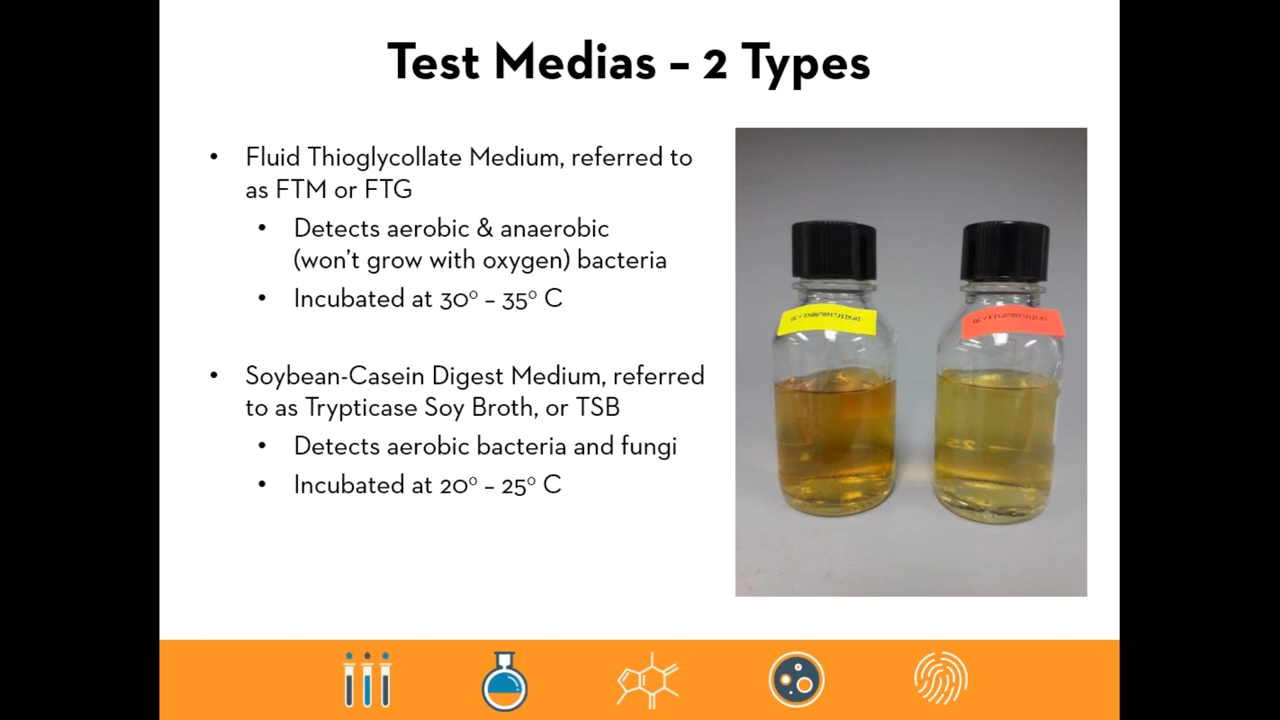 Test Medias – 2 Types
• Fluid Thioglycollate Medium, referred to
as FTM or FTG
• Detects aerobic & anaerobic
(won't grow with oxygen) bacteria
• Incubated at 30° – 35° C
• Soybean-Casein Digest Medium, referred
to as Trypticase Soy Broth, or TSB
• Detects aerobic bacteria and fungi
• Incubated at 20° – 25° C